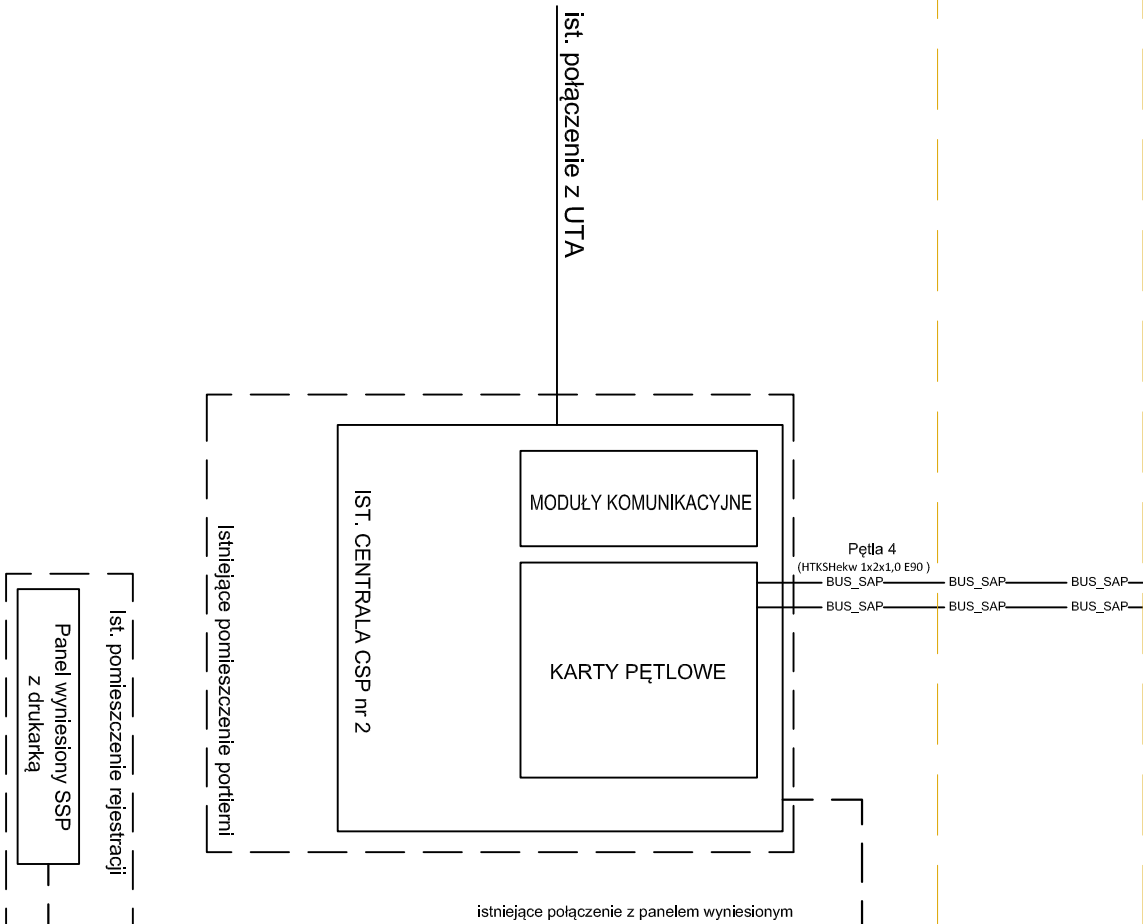 ist. połączenie z UTA
MODUŁY KOMUNIKACYJNE
IST. CENTRALA CSP nr 2
Istniejące pomieszczenie portierni
Pętla 4
(HTKSHekw 1x2x1,0 E90 )
BUS_SAP BUS_SAP BUS_SAP
BUS_SAP BUS_SAP BUS_SAP
KARTY PĘTLOWE
Ist. pomieszczenie rejestracji
Panel wyniesiony SSP
z drukarką
istniejące połączenie z panelem wyniesionym